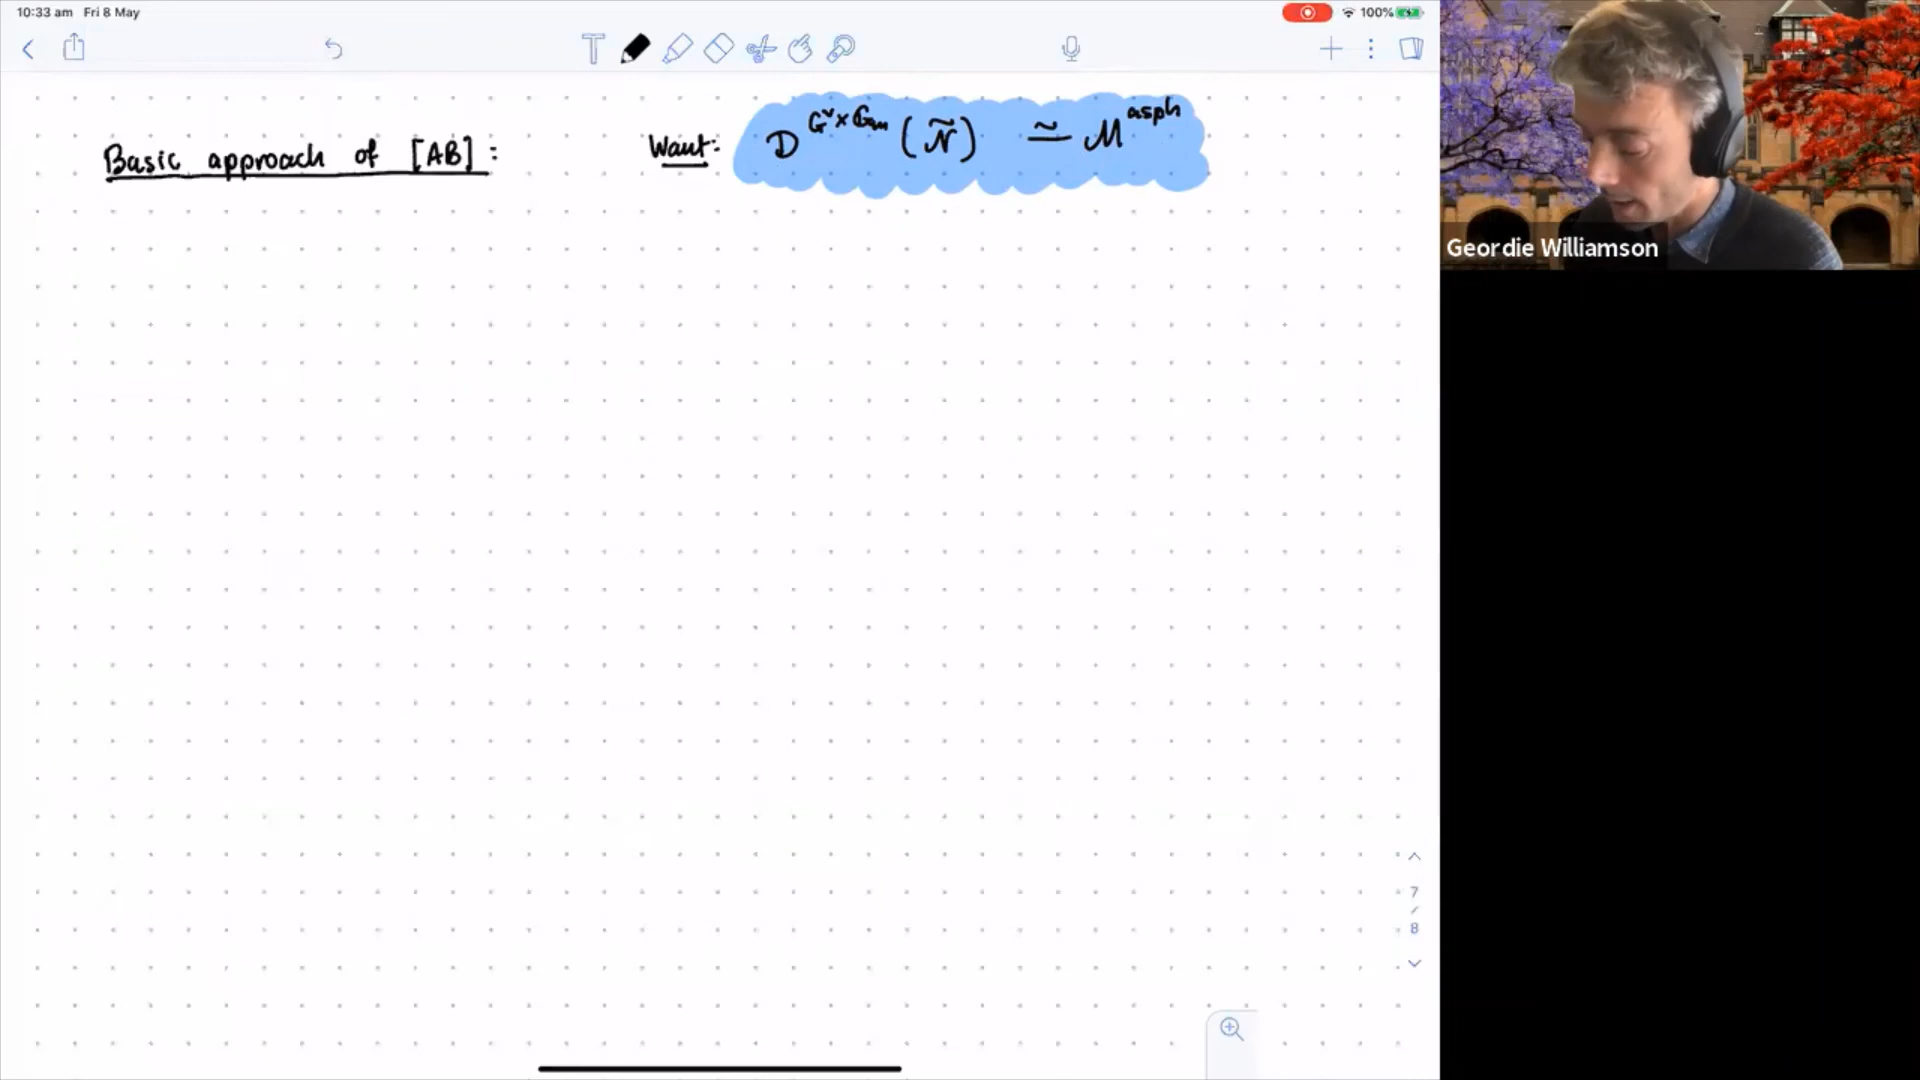 10:33 am Fri 8 May
100%
Basic approach of [AB]:
Want: D^{G^∨ × G_m} (Ñ) ≃ M^{asph}
Geordie Williamson
7
/
8